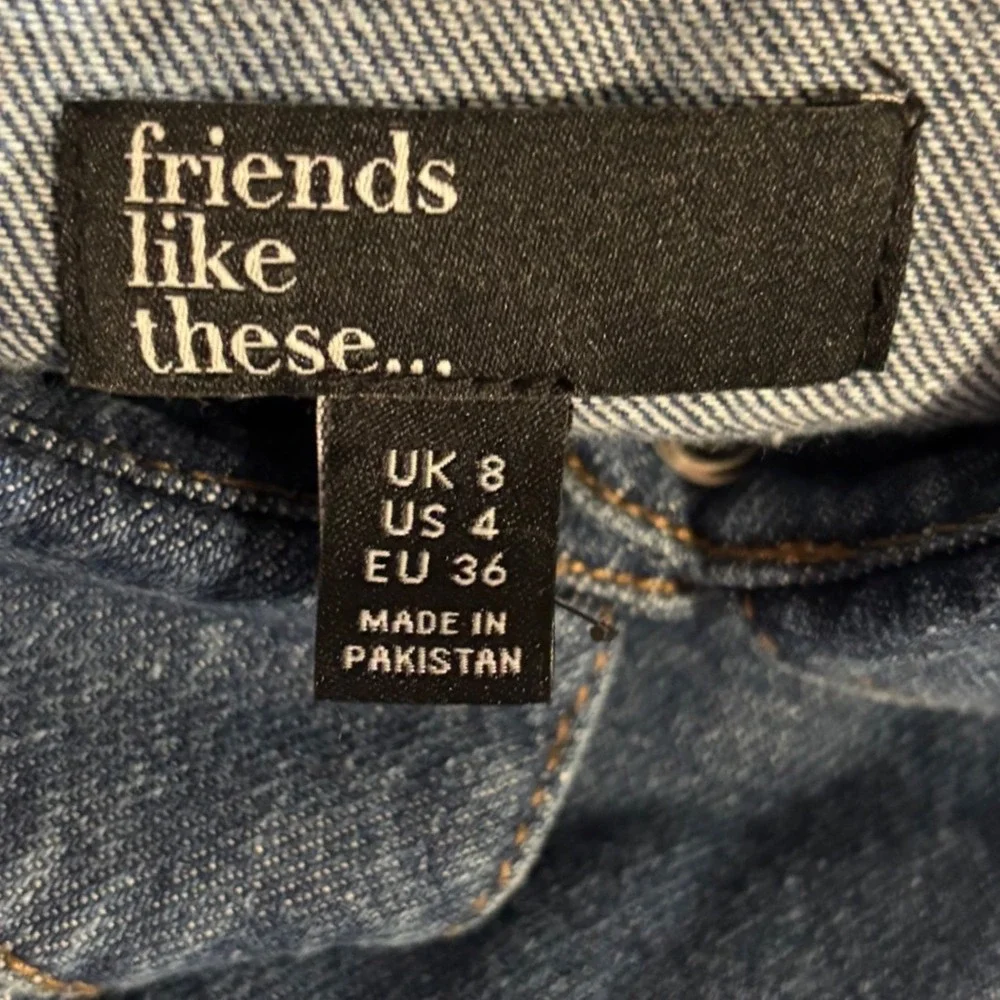 friends
like
these...
UK 8
US 4
EU 36
MADE IN
PAKISTAN